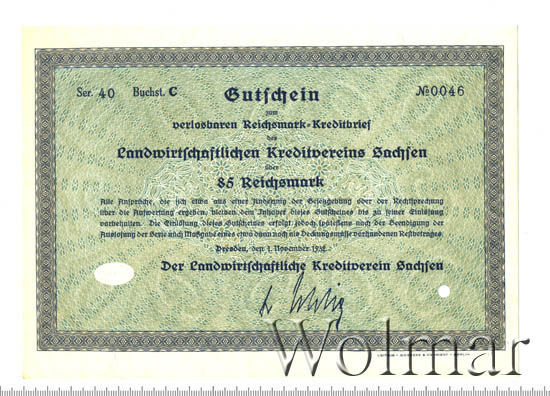 Ser. 40 Buchst. C Gutschein №0046
zum
verlosbaren Reichsmark-Kreditbrief
des
Landwirtschaftlichen Kreditvereins Sachsen
über
85 Reichsmark
Alle Ansprüche, die sich etwa aus einer Änderung der Gesetzgebung oder der Rechtsprechung
über die Aufwertung ergeben, bleiben dem Inhaber dieses Gutscheines bis zu seiner Einlösung
vorbehalten. Die Einlösung dieses Gutscheines erfolgt jedoch spätestens nach der Beendigung der
Auslosung der Serie nach Maßgabe des etwa dann noch als Deckungsmasse vorhandenen Restbetrages.
Dresden, den 1. November 1932
Der Landwirtschaftliche Kreditverein Sachsen
Wolmar